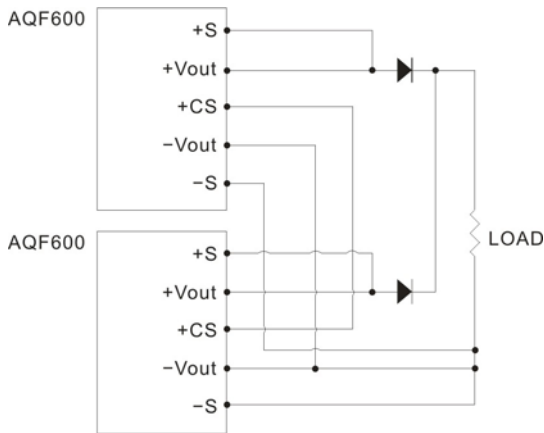 AQF600
+S
+Vout
+CS
−Vout
−S
AQF600
+S
+Vout
+CS
−Vout
−S
LOAD